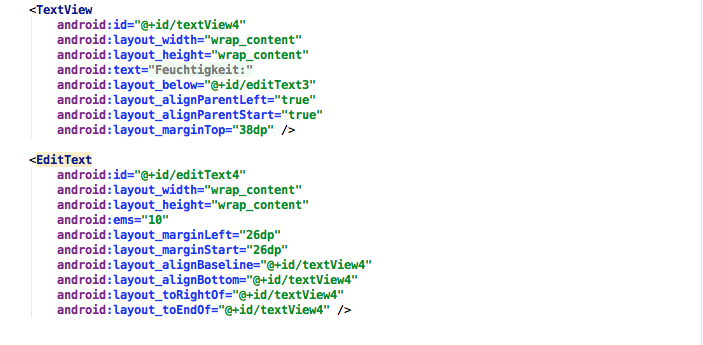 <TextView
android:id="@+id/textView4"
android:layout_width="wrap_content"
android:layout_height="wrap_content"
android:text="Feuchtigkeit:"
android:layout_below="@+id/editText3"
android:layout_alignParentLeft="true"
android:layout_alignParentStart="true"
android:layout_marginTop="38dp" />
<EditText
android:id="@+id/editText4"
android:layout_width="wrap_content"
android:layout_height="wrap_content"
android:ems="10"
android:layout_marginLeft="26dp"
android:layout_marginStart="26dp"
android:layout_alignBaseline="@+id/textView4"
android:layout_alignBottom="@+id/textView4"
android:layout_toRightOf="@+id/textView4"
android:layout_toEndOf="@+id/textView4" />